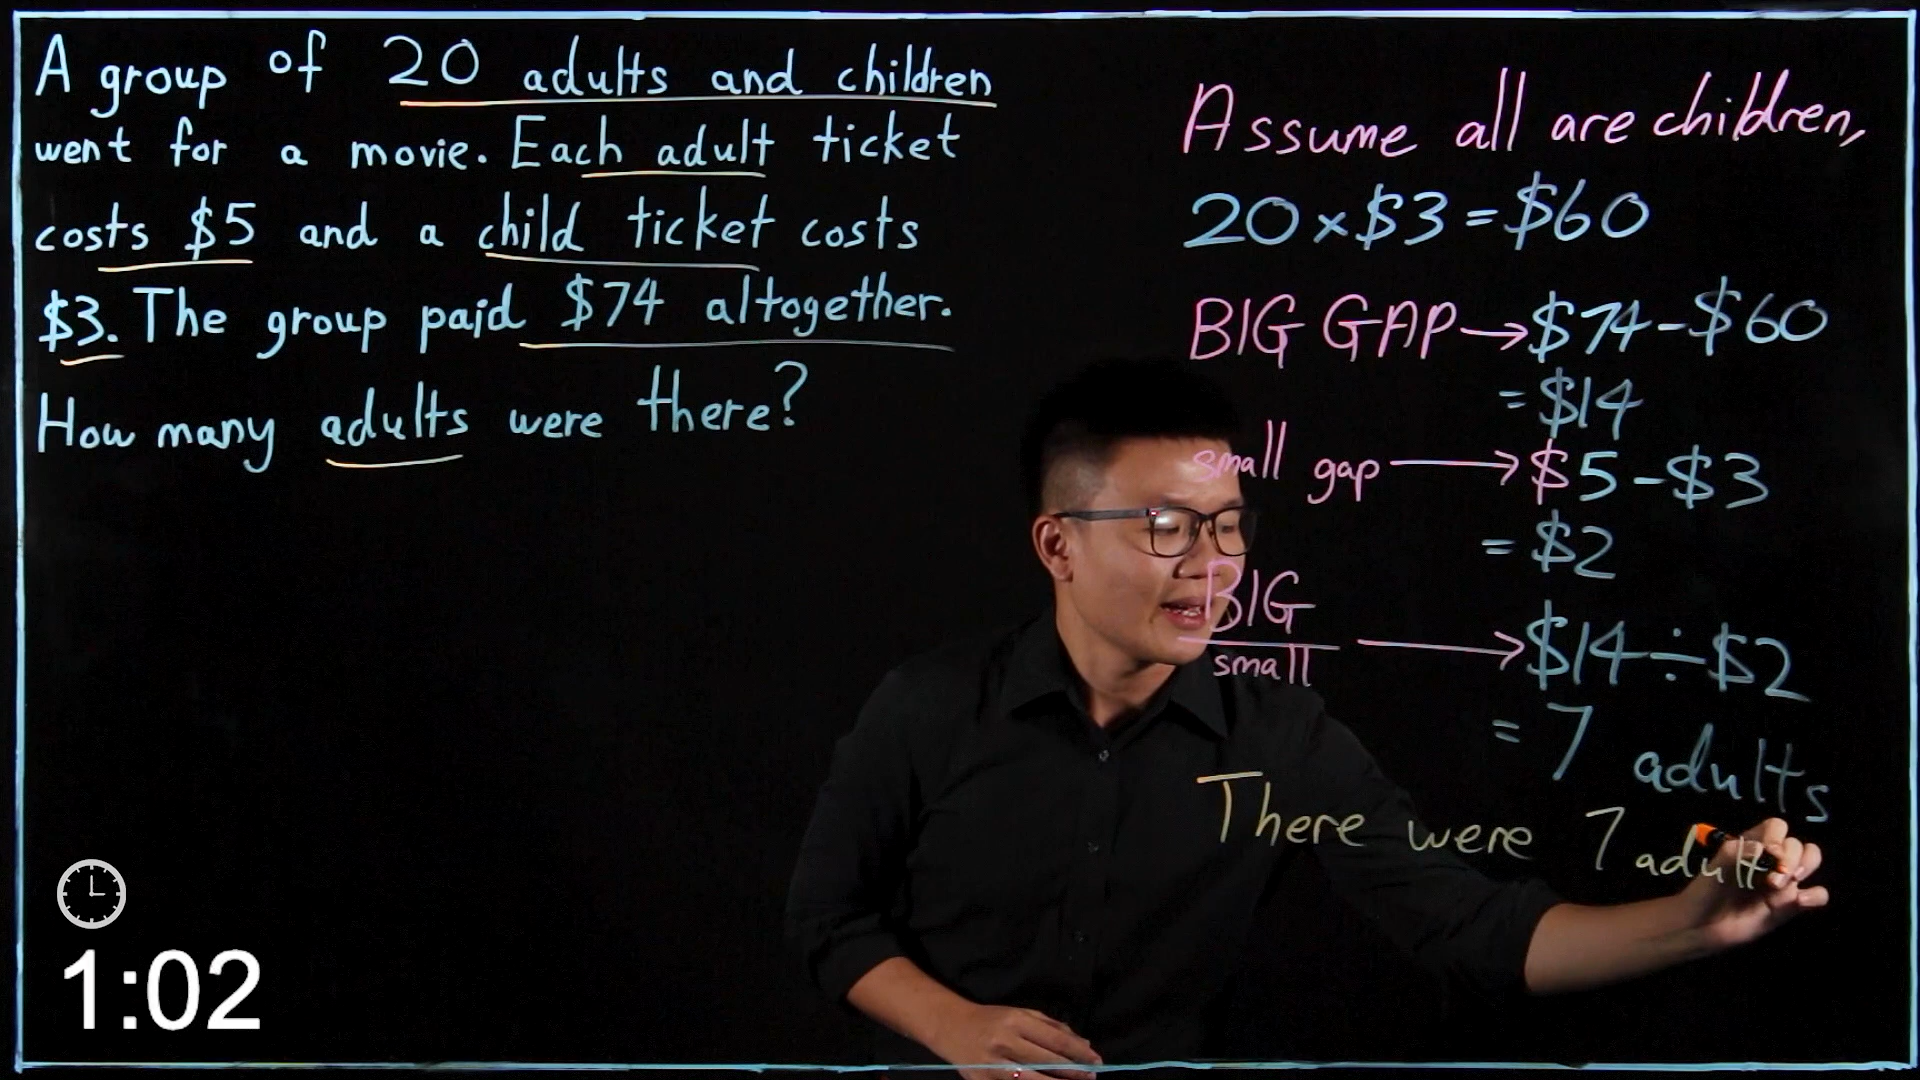 A group of 20 adults and children
went for a movie. Each adult ticket
costs $5 and a child ticket costs
$3. The group paid $74 altogether.
How many adults were there?
Assume all are children,
20 × $3 = $60
BIG GAP → $74 - $60
= $14
small gap → $5 - $3
= $2
BIG
small → $14 ÷ $2
= 7 adults
There were 7 adult
1:02